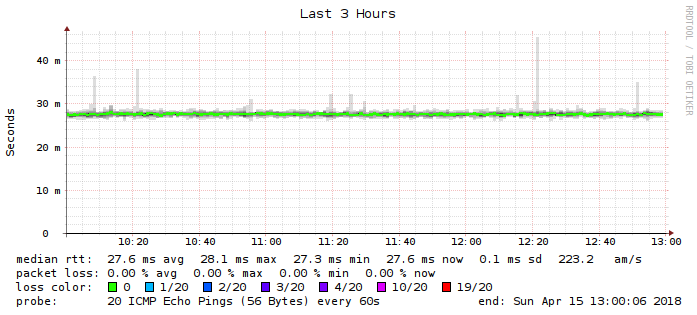 Last 3 Hours
RRDTOOL / TOBI OETIKER
Seconds
40 m
30 m
20 m
10 m
0
10:20 10:40 11:00 11:20 11:40 12:00 12:20 12:40 13:00
median rtt: 27.6 ms avg 28.1 ms max 27.3 ms min 27.6 ms now 0.1 ms sd 223.2 am/s
packet loss: 0.00 % avg 0.00 % max 0.00 % min 0.00 % now
loss color: 0 1/20 2/20 3/20 4/20 10/20 19/20
probe: 20 ICMP Echo Pings (56 Bytes) every 60s end: Sun Apr 15 13:00:06 2018